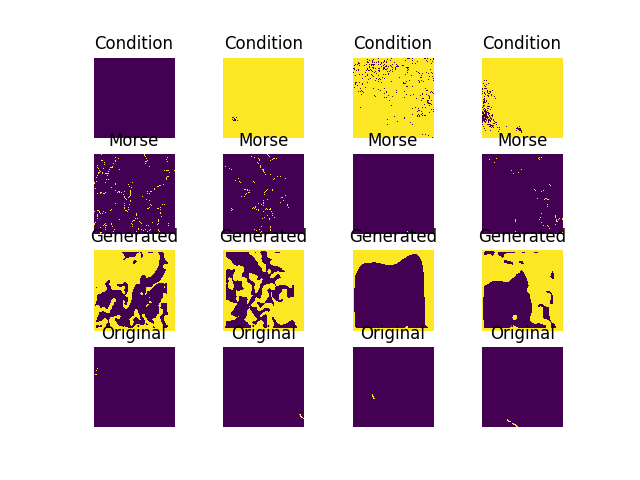 Condition Condition Condition Condition
Morse Morse Morse Morse
Generated Generated Generated Generated
Original Original Original Original